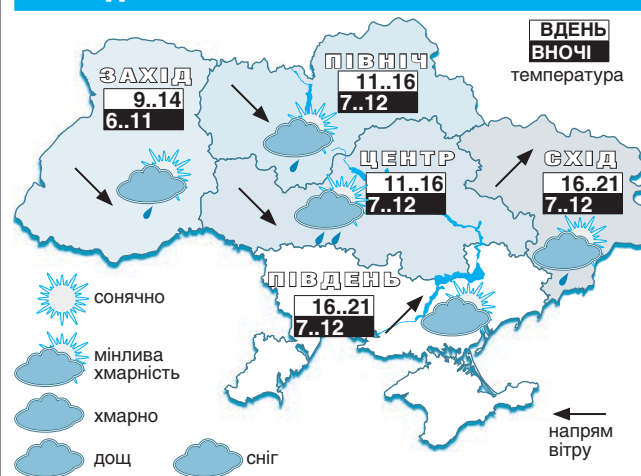 ВДЕНЬ
ВНОЧІ
температура
ЗАХІД
9..14
6..11
ПІВНІЧ
11..16
7..12
ЦЕНТР
11..16
7..12
СХІД
16..21
7..12
ПІВДЕНЬ
16..21
7..12
сонячно
мінлива
хмарність
хмарно
дощ
сніг
напрям
вітру